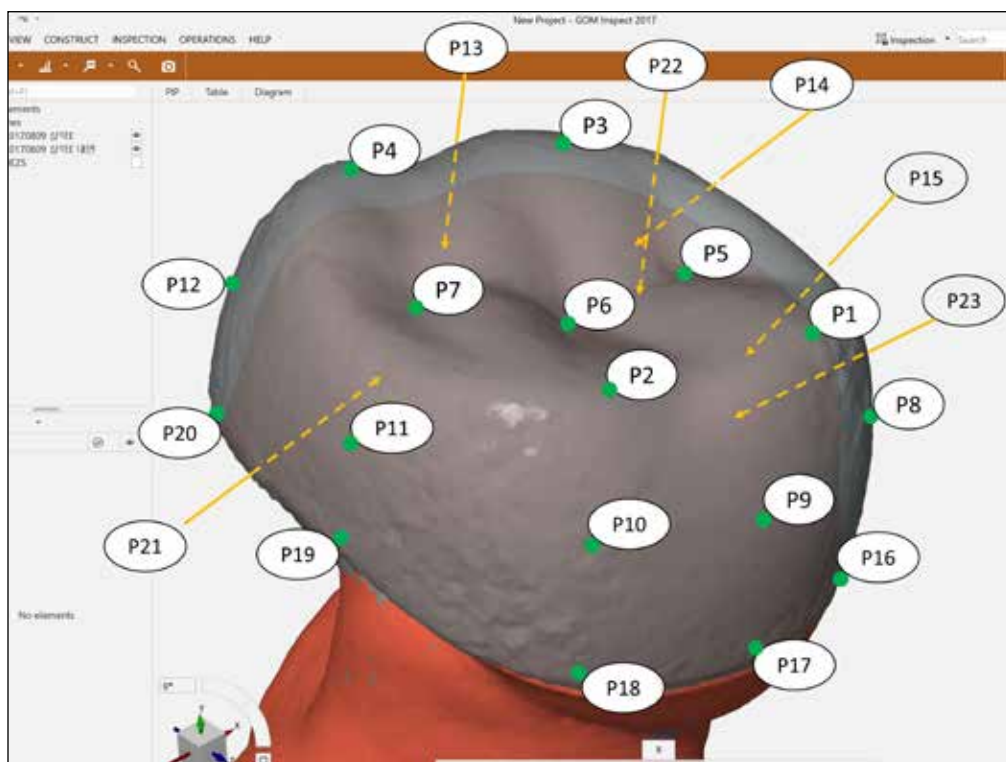 New Project - GOM Inspect 2017
VIEW CONSTRUCT INSPECTION OPERATIONS HELP
Inspection Search
PIP Table Diagram
P13
P22
P14
P3
P4
P15
P5
P12
P7
P6
P1
P23
P2
P8
P20
P11
P9
P21
P19
P10
P16
P17
P18
No elements
Y
X